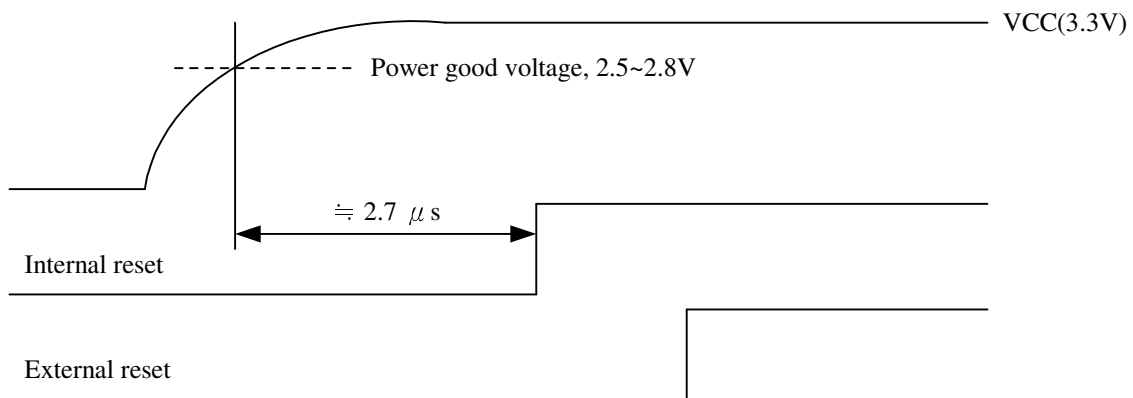 VCC(3.3V)
Power good voltage, 2.5~2.8V
≒ 2.7 μs
Internal reset
External reset